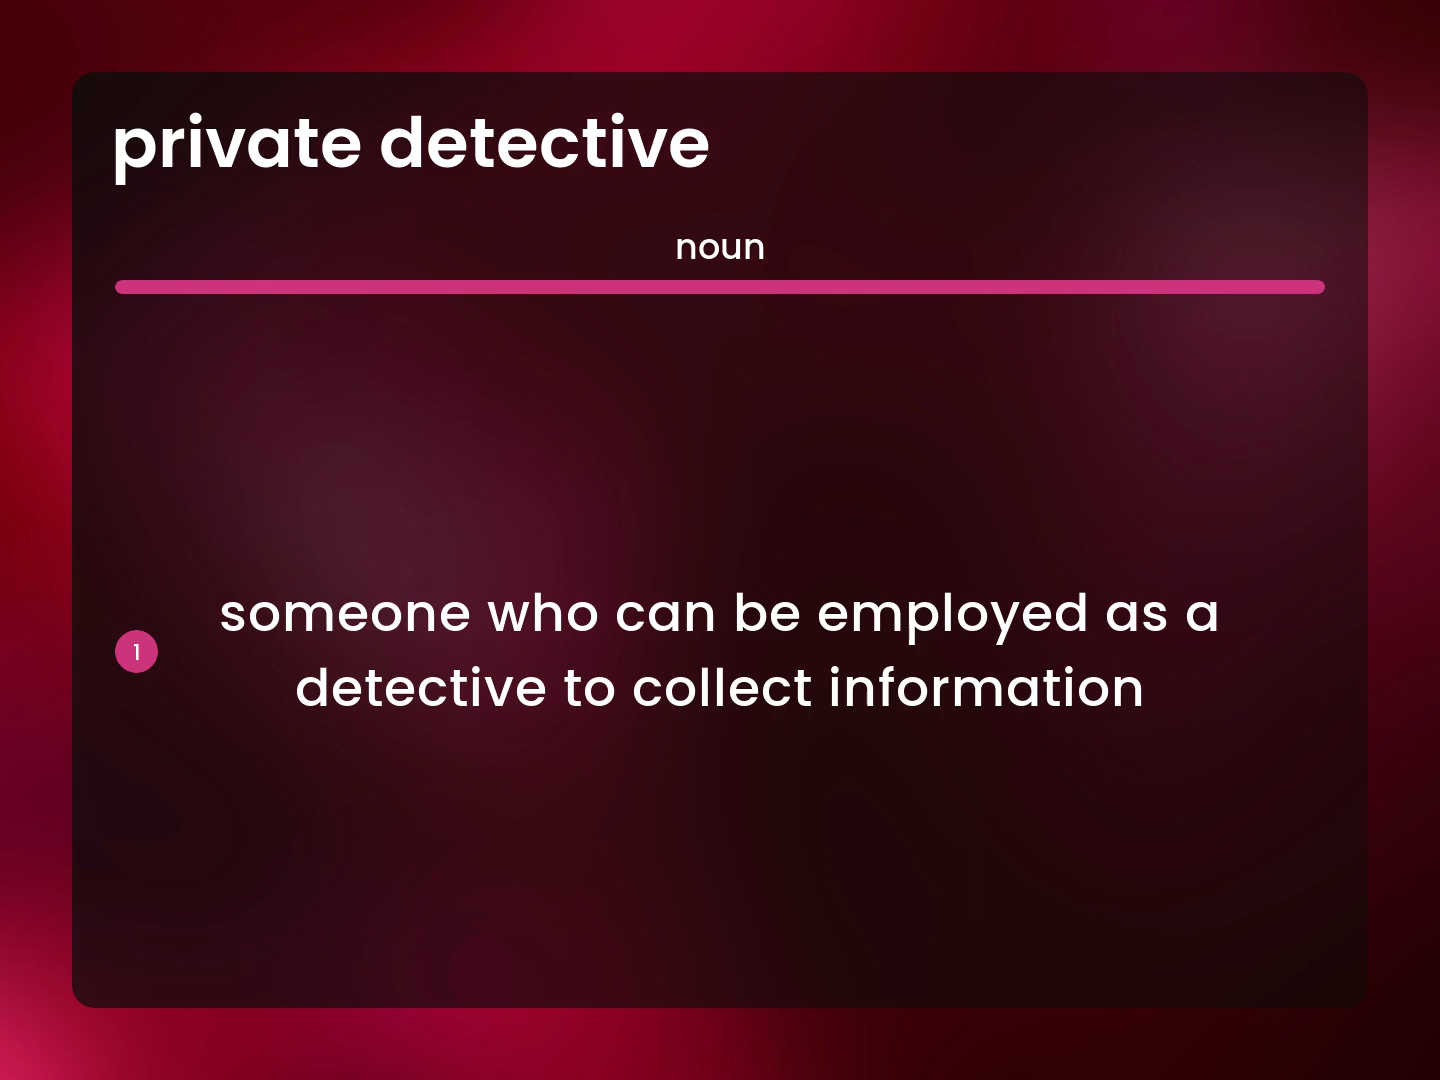 private detective
noun
1
someone who can be employed as a
detective to collect information